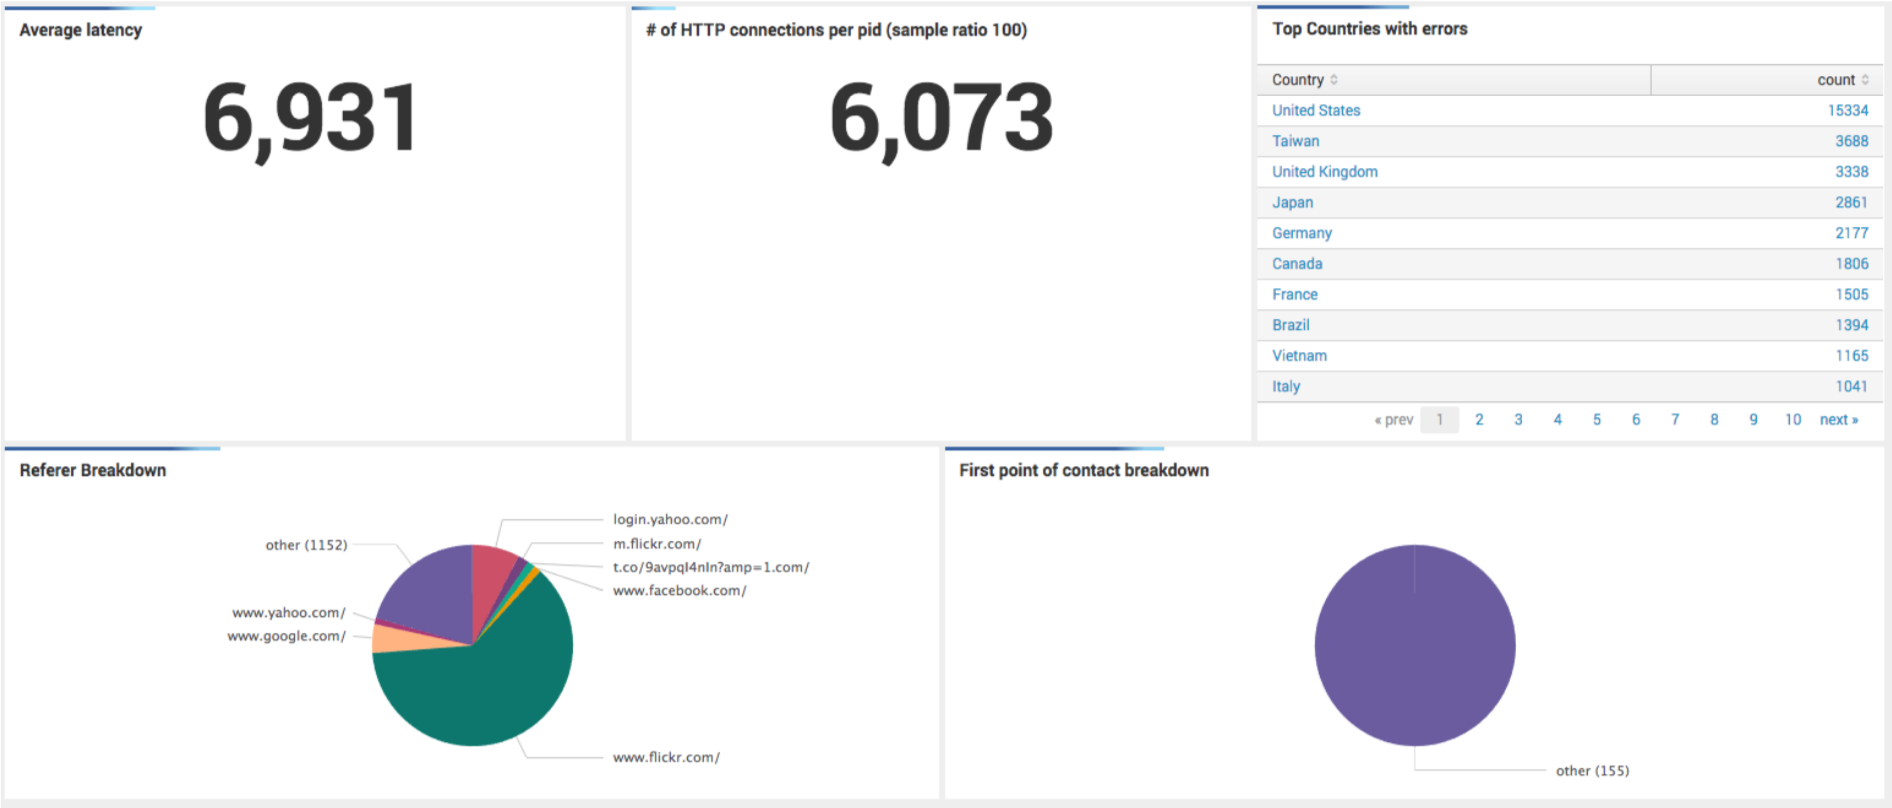 Average latency
6,931
# of HTTP connections per pid (sample ratio 100)
6,073
Top Countries with errors
Country count
United States 15334
Taiwan 3688
United Kingdom 3338
Japan 2861
Germany 2177
Canada 1806
France 1505
Brazil 1394
Vietnam 1165
Italy 1041
« prev 1 2 3 4 5 6 7 8 9 10 next »
Referer Breakdown
login.yahoo.com/
other (1152)
m.flickr.com/
t.co/9avpqI4nIn?amp=1.com/
www.facebook.com/
www.yahoo.com/
www.google.com/
www.flickr.com/
First point of contact breakdown
other (155)